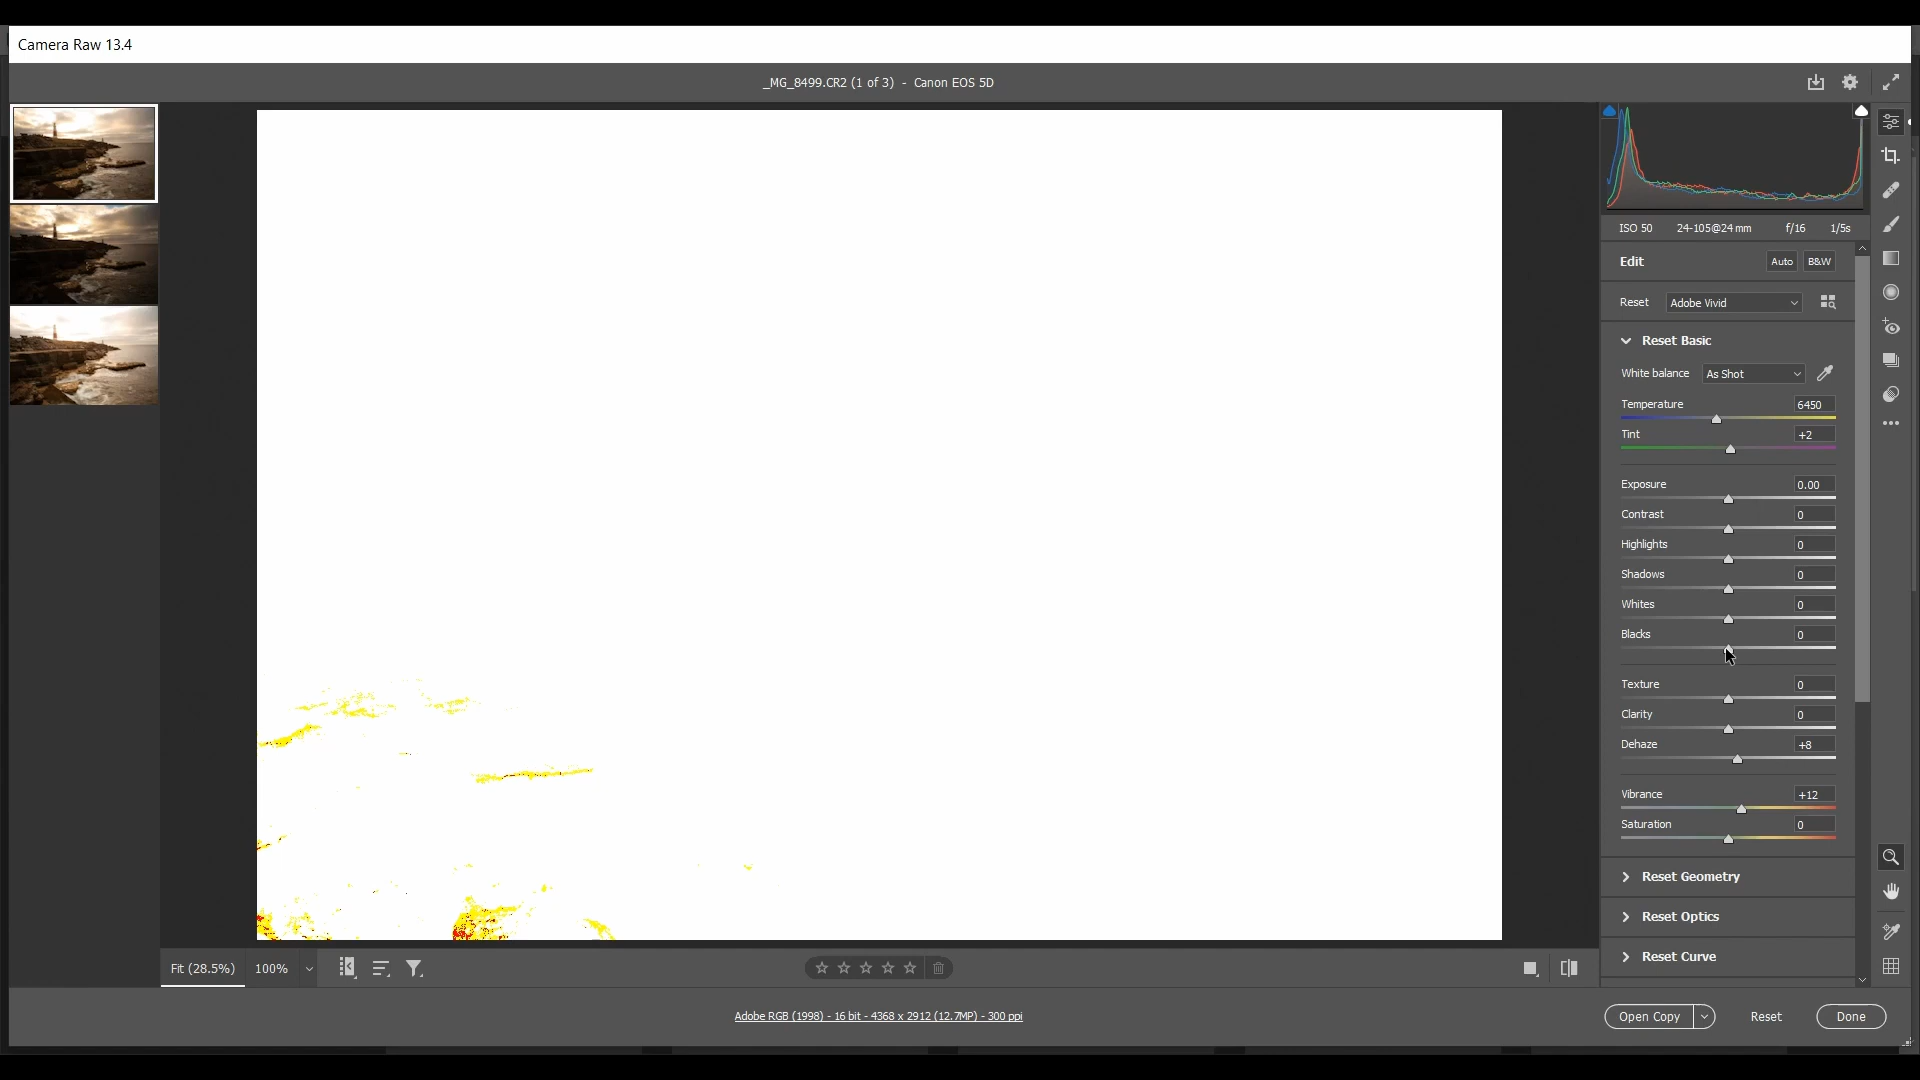 Camera Raw 13.4
_MG_8499.CR2 (1 of 3) - Canon EOS 5D
ISO 50 24-105@24 mm f/16 1/5s
Edit Auto B&W
Reset Adobe Vivid
Reset Basic
White balance As Shot
Temperature 6450
Tint +2
Exposure 0.00
Contrast 0
Highlights 0
Shadows 0
Whites 0
Blacks 0
Texture 0
Clarity 0
Dehaze +8
Vibrance +12
Saturation 0
Reset Geometry
Reset Optics
Reset Curve
Fit (28.5%) 100%
Adobe RGB (1998) - 16 bit - 4368 x 2912 (12.7MP) - 300 ppi
Open Copy Reset Done